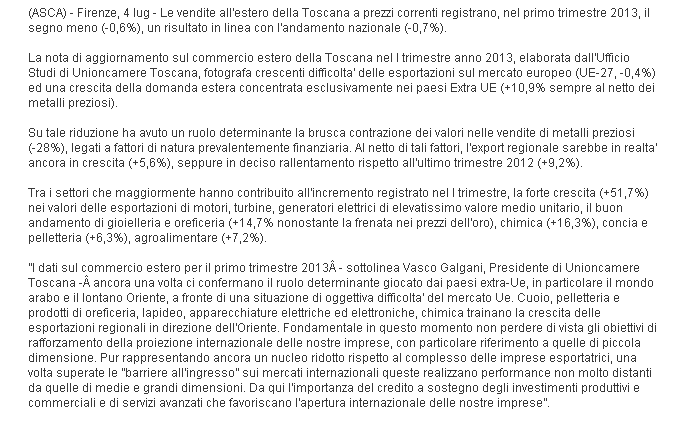 (ASCA) - Firenze, 4 lug - Le vendite all'estero della Toscana a prezzi correnti registrano, nel primo trimestre 2013, il
segno meno (-0,6%), un risultato in linea con l'andamento nazionale (-0,7%).
La nota di aggiornamento sul commercio estero della Toscana nel I trimestre anno 2013, elaborata dall'Ufficio
Studi di Unioncamere Toscana, fotografa crescenti difficolta' delle esportazioni sul mercato europeo (UE-27, -0,4%)
ed una crescita della domanda estera concentrata esclusivamente nei paesi Extra UE (+10,9% sempre al netto dei
metalli preziosi).
Su tale riduzione ha avuto un ruolo determinante la brusca contrazione dei valori nelle vendite di metalli preziosi
(-28%), legati a fattori di natura prevalentemente finanziaria. Al netto di tali fattori, l'export regionale sarebbe in realta'
ancora in crescita (+5,6%), seppure in deciso rallentamento rispetto all'ultimo trimestre 2012 (+9,2%).
Tra i settori che maggiormente hanno contribuito all'incremento registrato nel I trimestre, la forte crescita (+51,7%)
nei valori delle esportazioni di motori, turbine, generatori elettrici di elevatissimo valore medio unitario, il buon
andamento di gioielleria e oreficeria (+14,7% nonostante la frenata nei prezzi dell'oro), chimica (+16,3%), concia e
pelletteria (+6,3%), agroalimentare (+7,2%).
"I dati sul commercio estero per il primo trimestre 2013Â - sottolinea Vasco Galgani, Presidente di Unioncamere
Toscana -Â ancora una volta ci confermano il ruolo determinante giocato dai paesi extra-Ue, in particolare il mondo
arabo e il lontano Oriente, a fronte di una situazione di oggettiva difficolta' del mercato Ue. Cuoio, pelletteria e
prodotti di oreficeria, lapideo, apparecchiature elettriche ed elettroniche, chimica trainano la crescita delle
esportazioni regionali in direzione dell'Oriente. Fondamentale in questo momento non perdere di vista gli obiettivi di
rafforzamento della proiezione internazionale delle nostre imprese, con particolare riferimento a quelle di piccola
dimensione. Pur rappresentando ancora un nucleo ridotto rispetto al complesso delle imprese esportatrici, una
volta superate le "barriere all'ingresso" sui mercati internazionali queste realizzano performance non molto distanti
da quelle di medie e grandi dimensioni. Da qui l'importanza del credito a sostegno degli investimenti produttivi e
commerciali e di servizi avanzati che favoriscano l'apertura internazionale delle nostre imprese".